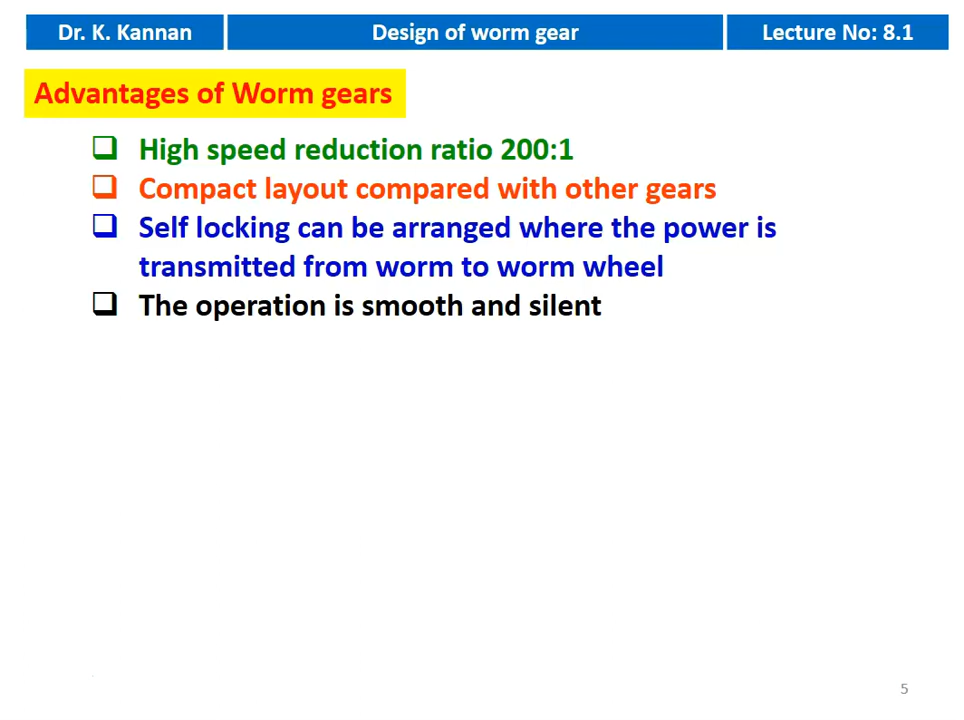 Dr. K. Kannan
Design of worm gear
Lecture No: 8.1
Advantages of Worm gears
❑ High speed reduction ratio 200:1
❑ Compact layout compared with other gears
❑ Self locking can be arranged where the power is
transmitted from worm to worm wheel
❑ The operation is smooth and silent
5